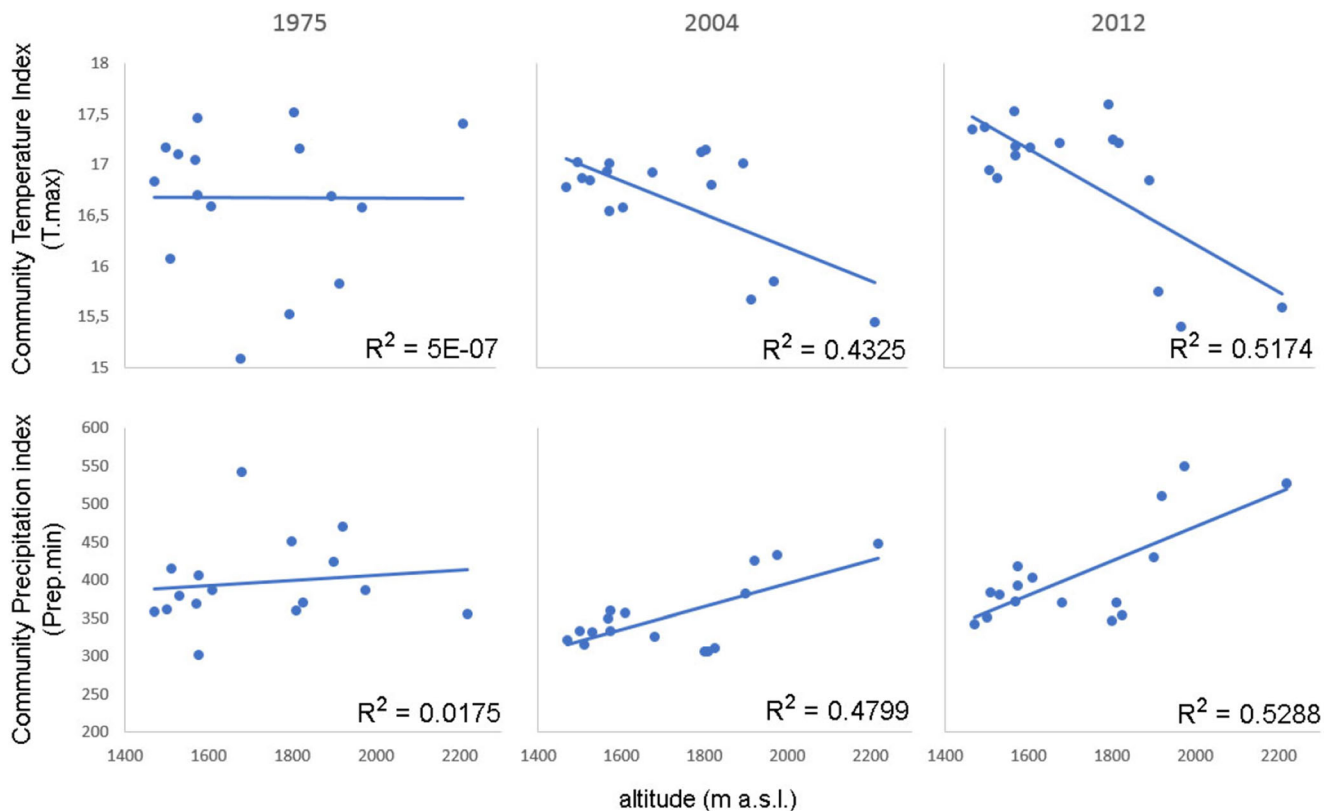 1975
2004
2012
Community Temperature Index
(T.max)
18
17,5
17
16,5
16
15,5
15
R² = 5E-07
R² = 0.4325
R² = 0.5174
Community Precipitation index
(Prep.min)
600
550
500
450
400
350
300
250
200
R² = 0.0175
R² = 0.4799
R² = 0.5288
1400 1600 1800 2000 2200
1400 1600 1800 2000 2200
1400 1600 1800 2000 2200
altitude (m a.s.l.)